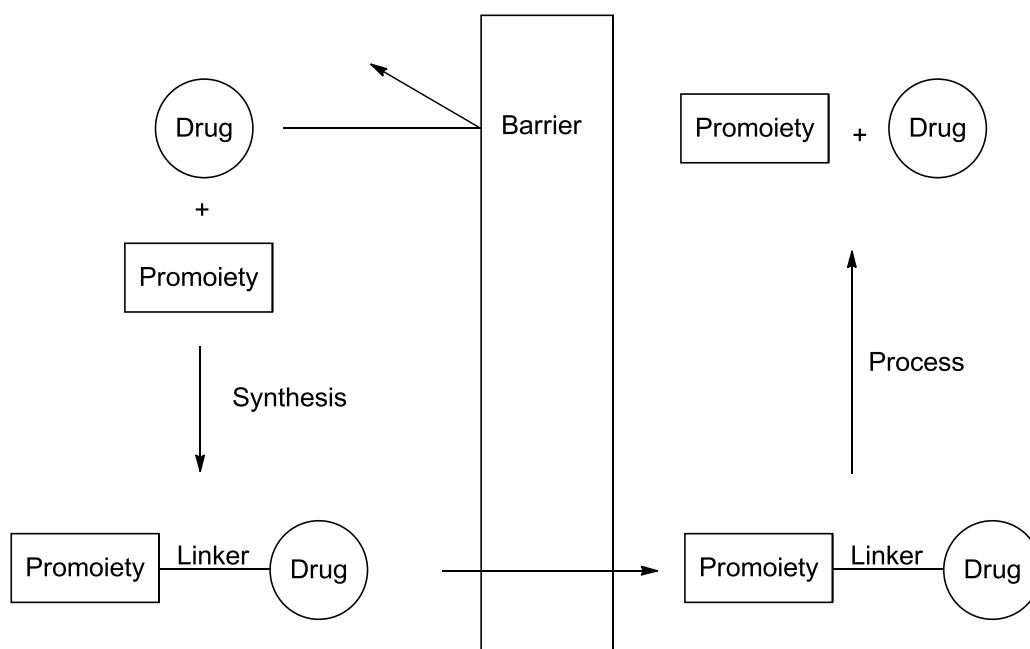 Drug
Barrier
Promoiety + Drug
+
Promoiety
Process
Synthesis
Promoiety Linker Drug
Promoiety Linker Drug